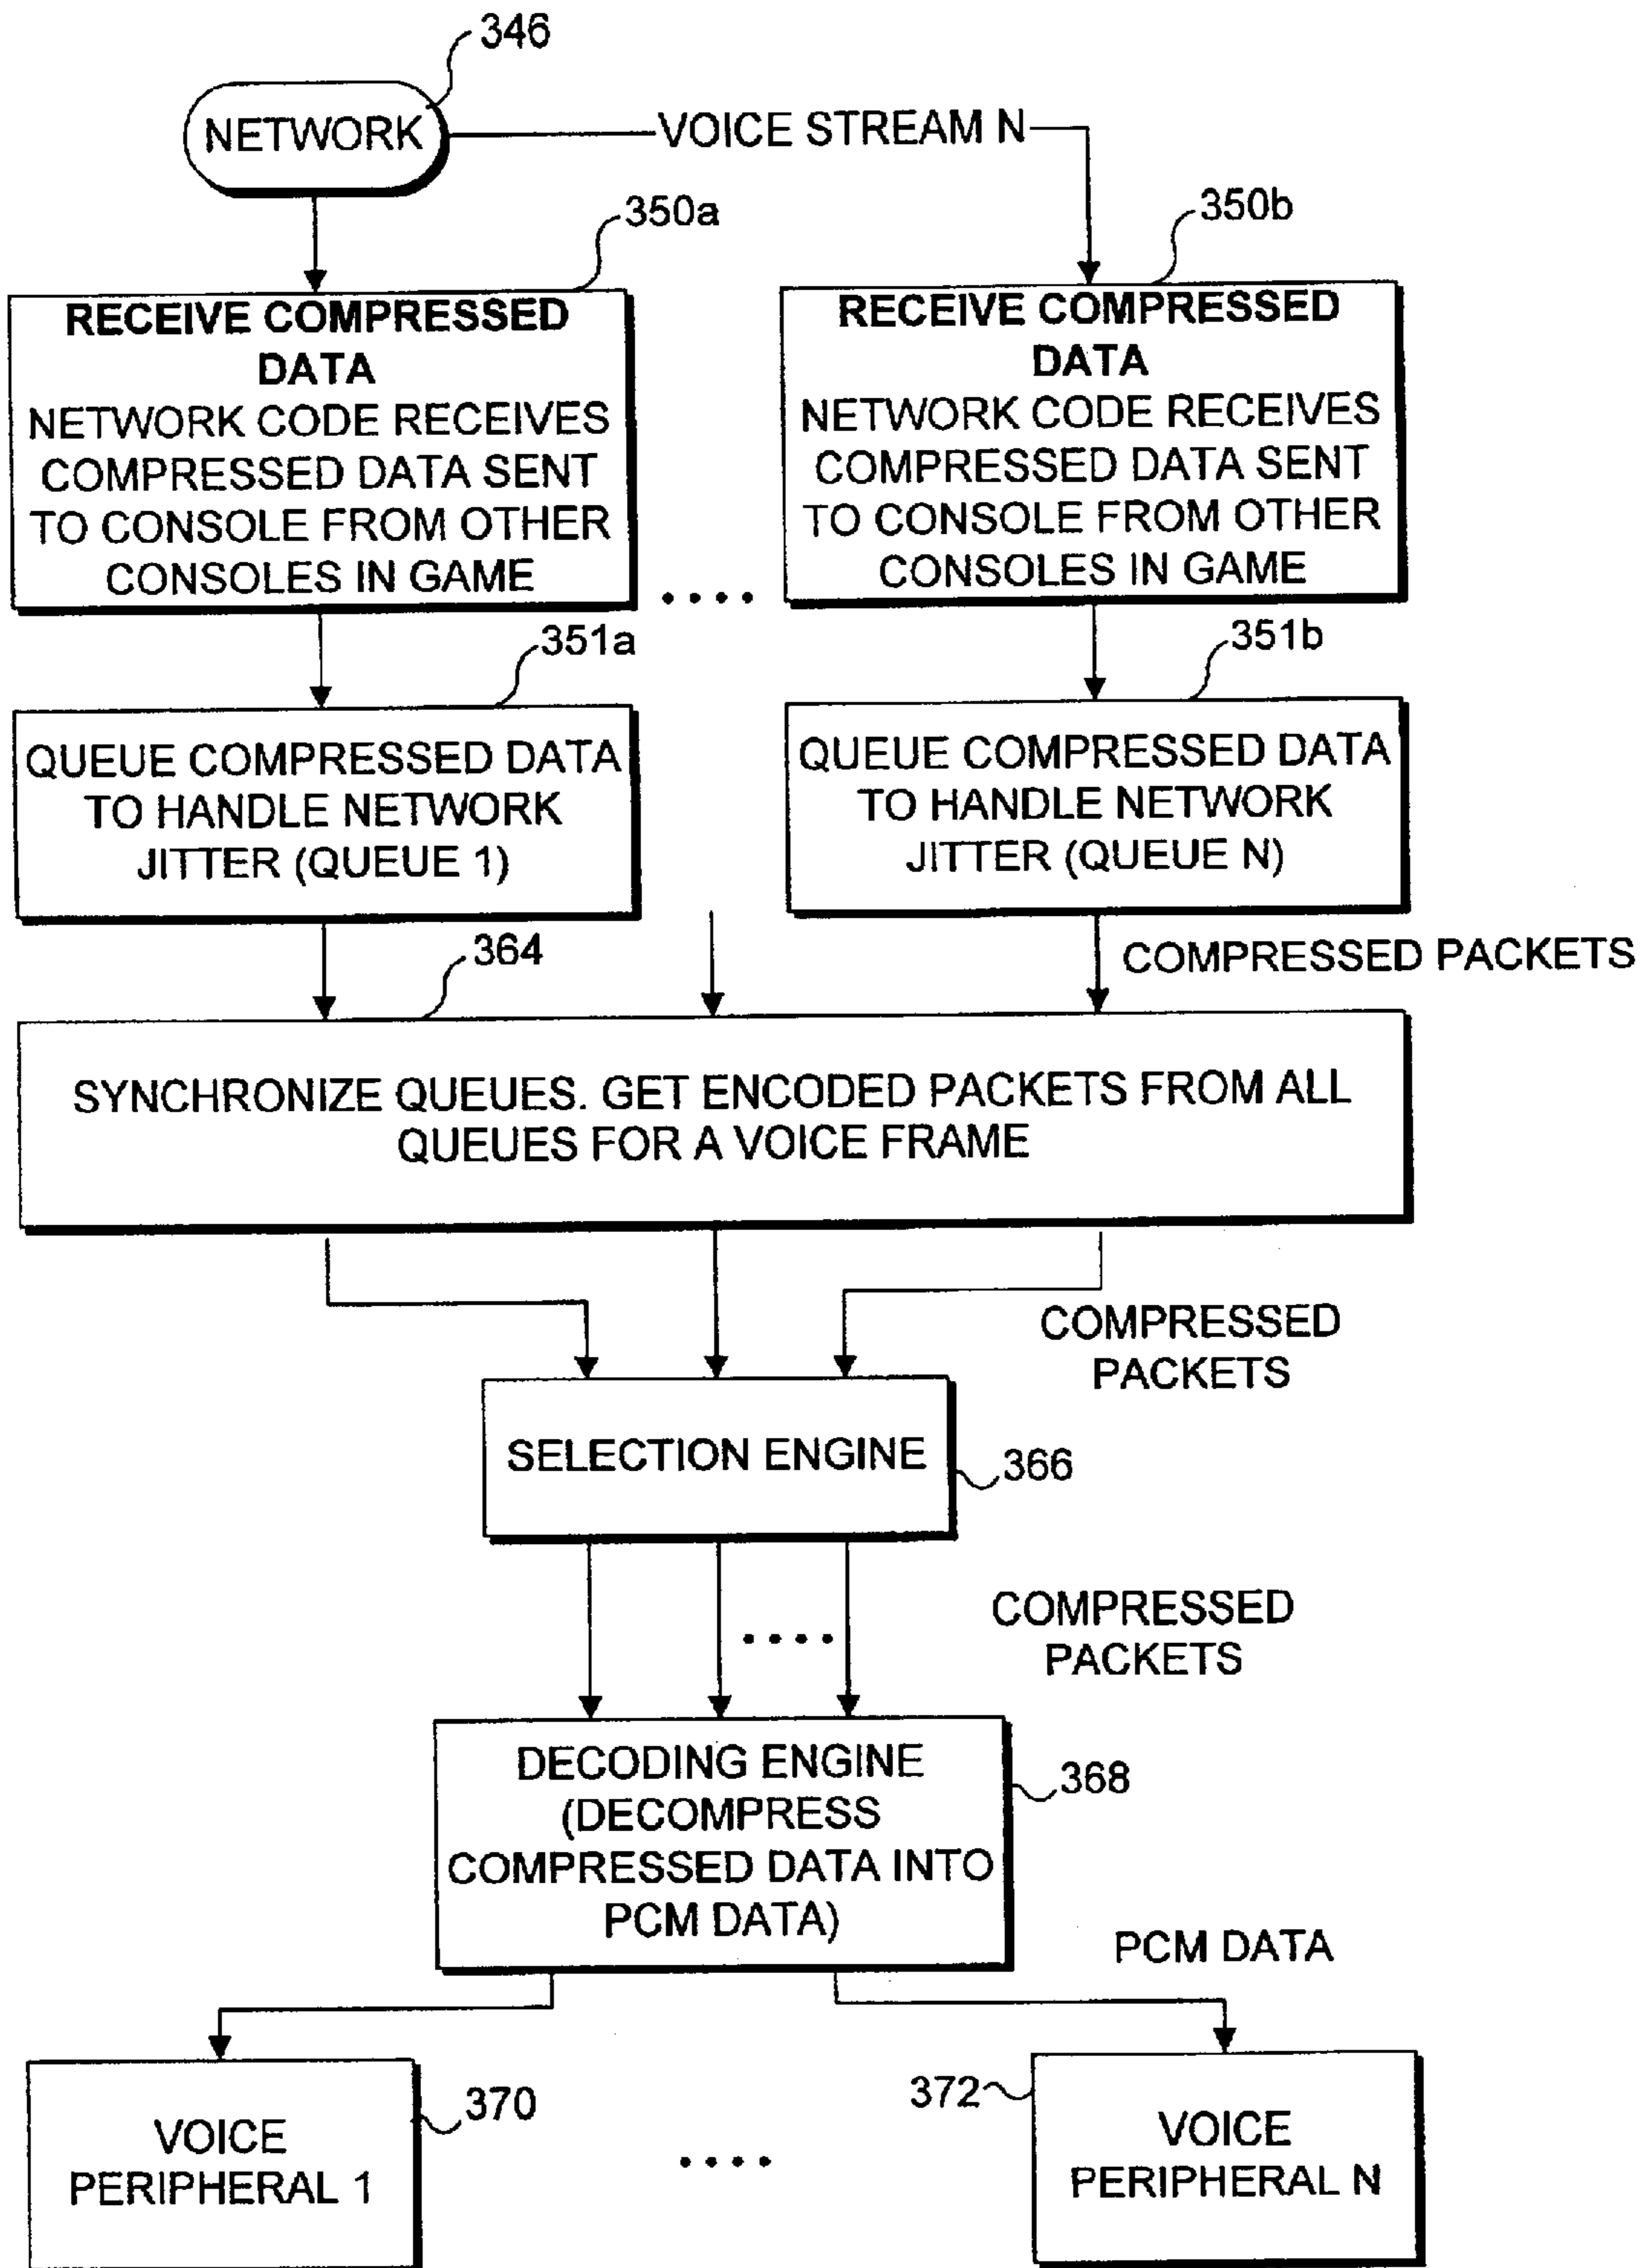 346
NETWORK
VOICE STREAM N
350a
350b
RECEIVE COMPRESSED
DATA
NETWORK CODE RECEIVES
COMPRESSED DATA SENT
TO CONSOLE FROM OTHER
CONSOLES IN GAME
RECEIVE COMPRESSED
DATA
NETWORK CODE RECEIVES
COMPRESSED DATA SENT
TO CONSOLE FROM OTHER
CONSOLES IN GAME
....
351a
351b
QUEUE COMPRESSED DATA
TO HANDLE NETWORK
JITTER (QUEUE 1)
QUEUE COMPRESSED DATA
TO HANDLE NETWORK
JITTER (QUEUE N)
364
COMPRESSED PACKETS
SYNCHRONIZE QUEUES. GET ENCODED PACKETS FROM ALL
QUEUES FOR A VOICE FRAME
COMPRESSED
PACKETS
SELECTION ENGINE
366
COMPRESSED
PACKETS
....
DECODING ENGINE
(DECOMPRESS
COMPRESSED DATA INTO
PCM DATA)
368
PCM DATA
VOICE
PERIPHERAL 1
370
....
372
VOICE
PERIPHERAL N